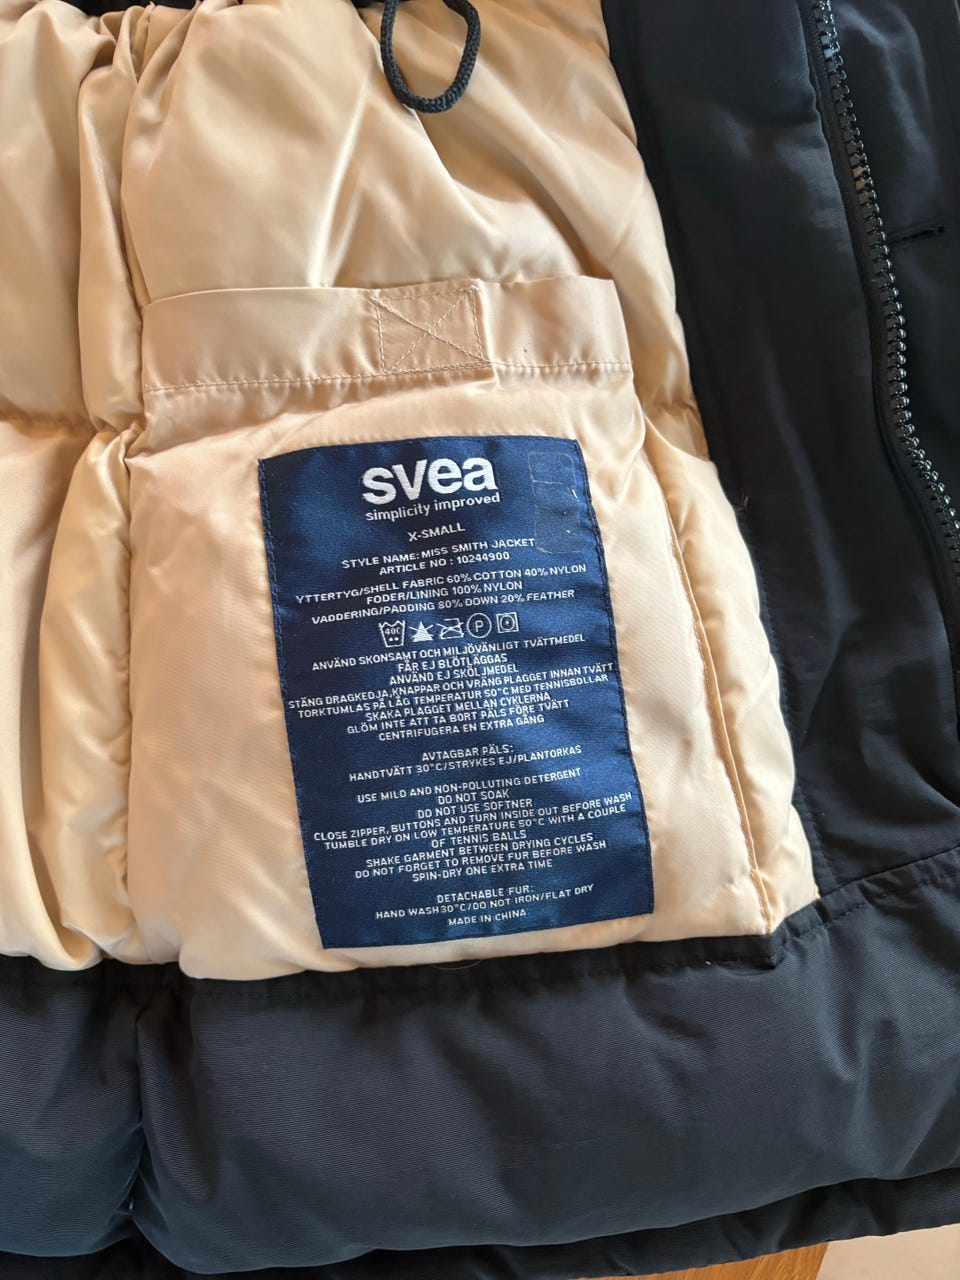 svea
simplicity improved
X-SMALL
STYLE NAME: MISS SMITH JACKET
ARTICLE NO : 10244900
YTTERTYG/SHELL FABRIC 60% COTTON 40% NYLON
FODER/LINING 100% NYLON
VADDERING/PADDING 80% DOWN 20% FEATHER
40C P
ANVÄND SKONSAMT OCH MILJÖVÄNLIGT TVÄTTMEDEL
FÅR EJ BLÖTLÄGGAS
ANVÄND EJ SKÖLJMEDEL
STÄNG DRAGKEDJA,KNAPPAR OCH VRÄNG PLAGGET INNAN TVÄTT
TORKTUMLAS PÅ LÅG TEMPERATUR 50°C MED TENNISBOLLAR
SKAKA PLAGGET MELLAN CYKLERNA
GLÖM INTE ATT TA BORT PÄLS FÖRE TVÄTT
CENTRIFUGERA EN EXTRA GÅNG
AVTAGBAR PÄLS:
HANDTVÄTT 30°C/STRYKES EJ/PLANTORKAS
USE MILD AND NON-POLLUTING DETERGENT
DO NOT SOAK
DO NOT USE SOFTNER
CLOSE ZIPPER, BUTTONS AND TURN INSIDE OUT BEFORE WASH
TUMBLE DRY ON LOW TEMPERATURE 50°C WITH A COUPLE
OF TENNIS BALLS
SHAKE GARMENT BETWEEN DRYING CYCLES
DO NOT FORGET TO REMOVE FUR BEFORE WASH
SPIN-DRY ONE EXTRA TIME
DETACHABLE FUR:
HAND WASH 30°C/DO NOT IRON/FLAT DRY
MADE IN CHINA